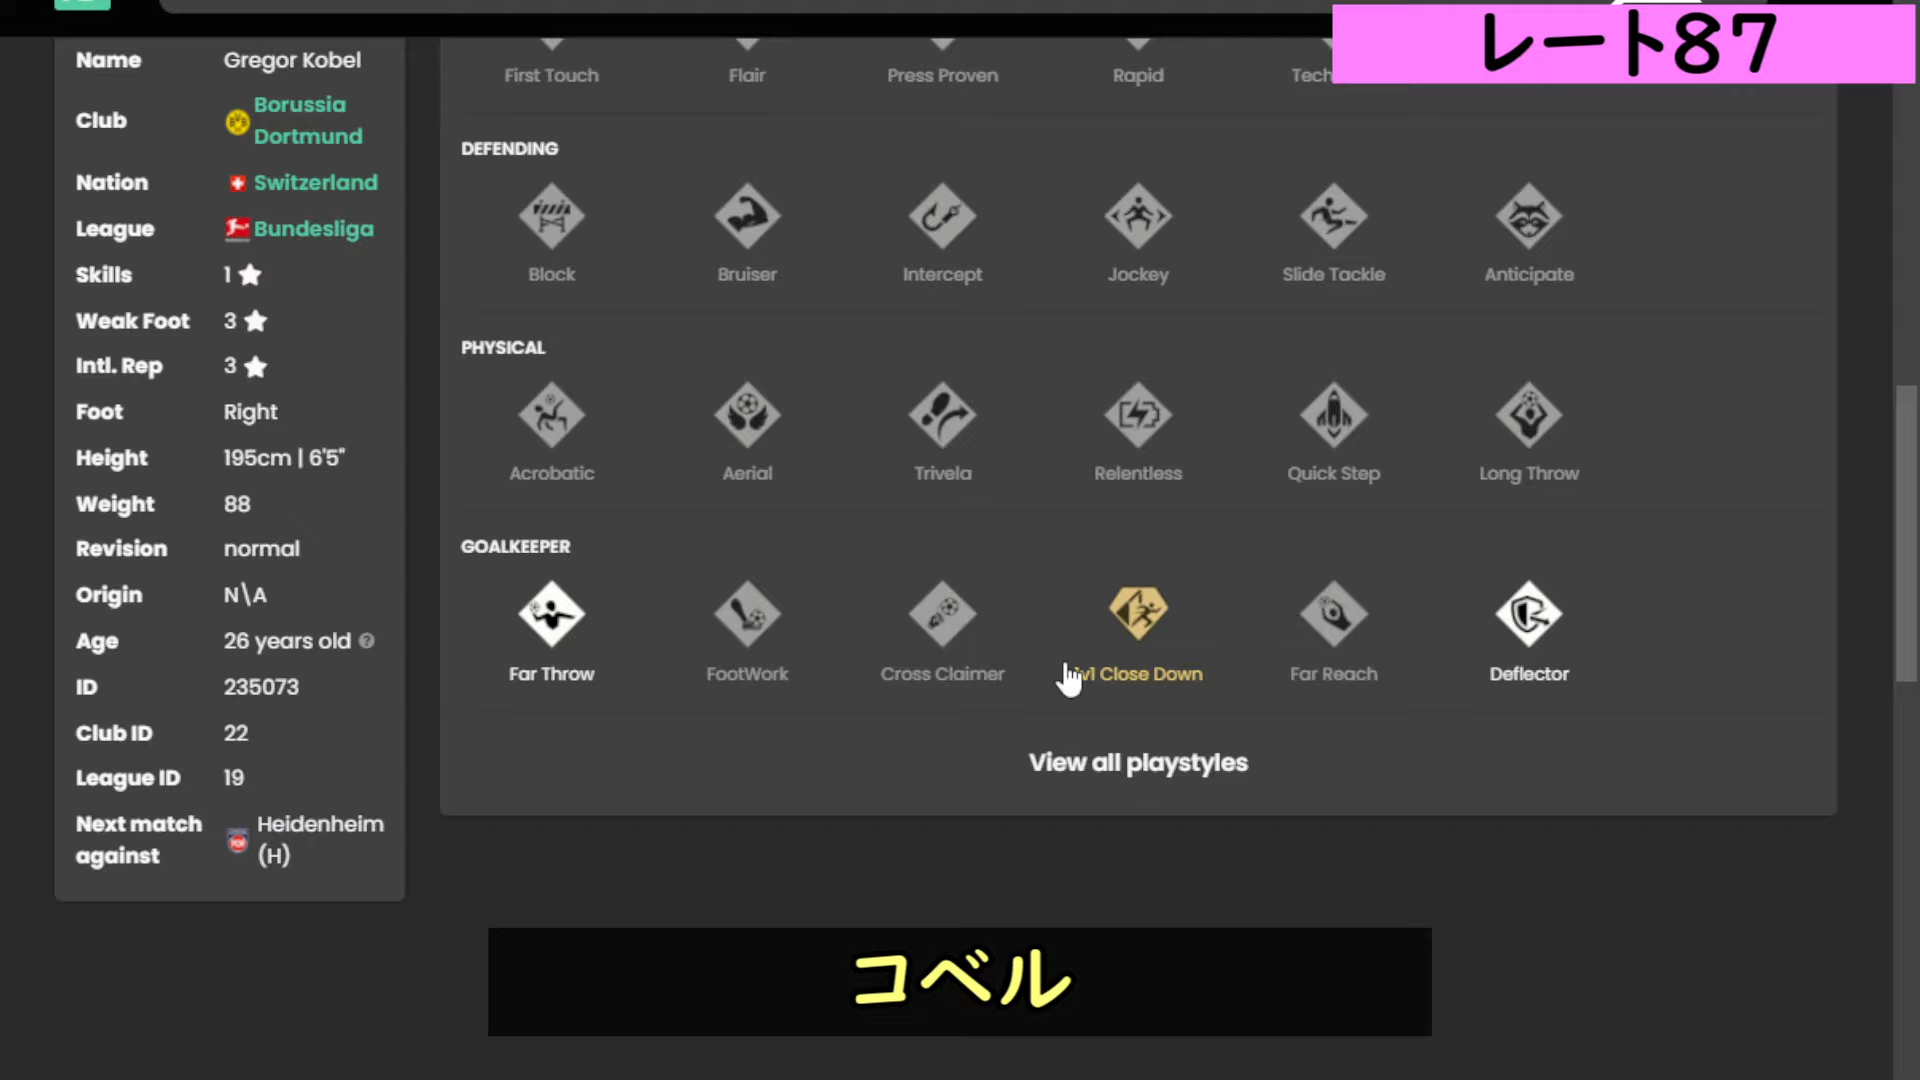 レート87
Name Gregor Kobel
Club Borussia Dortmund
Nation Switzerland
League Bundesliga
Skills 1
Weak Foot 3
Intl. Rep 3
Foot Right
Height 195cm | 6'5"
Weight 88
Revision normal
Origin N\A
Age 26 years old
ID 235073
Club ID 22
League ID 19
Next match against Heidenheim (H)
First Touch Flair Press Proven Rapid
DEFENDING
Block Bruiser Intercept Jockey Slide Tackle Anticipate
PHYSICAL
Acrobatic Aerial Trivela Relentless Quick Step Long Throw
GOALKEEPER
Far Throw FootWork Cross Claimer Close Down Far Reach Deflector
View all playstyles
コベル